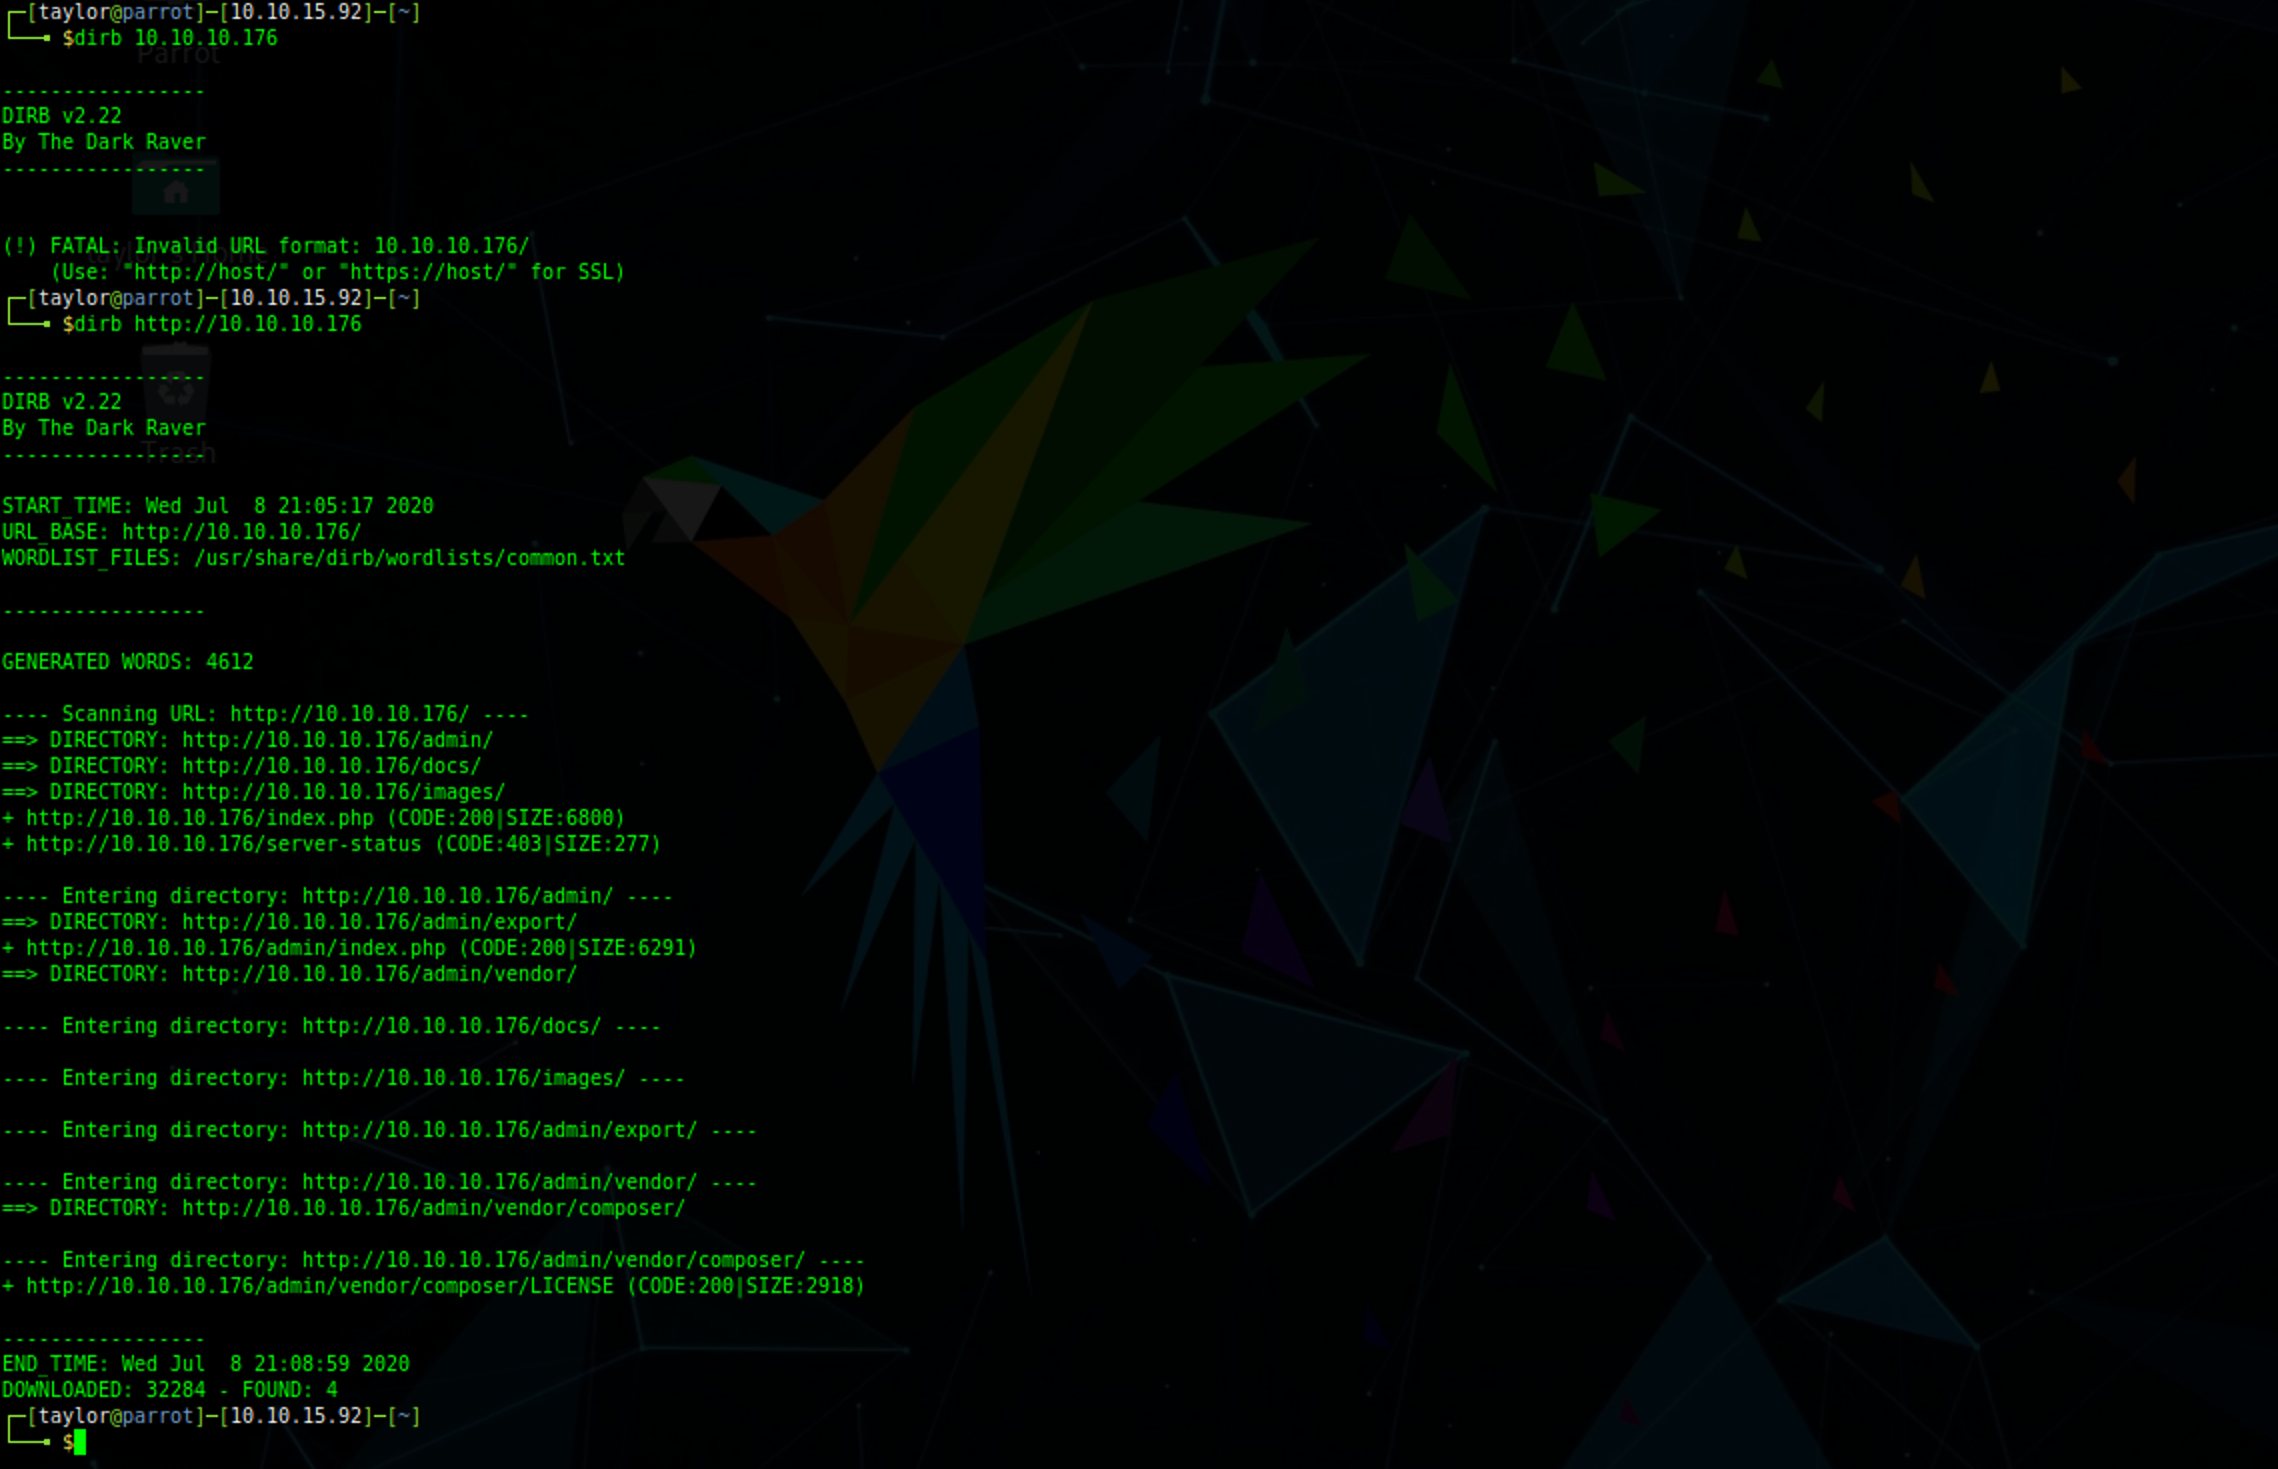 ┌─[taylor@parrot]─[10.10.15.92]─[~]
└──╼ $dirb 10.10.10.176
Parrot
-----------------
DIRB v2.22
By The Dark Raver
-----------------
(!) FATAL: Invalid URL format: 10.10.10.176/
taylor's Home
(Use: "http://host/" or "https://host/" for SSL)
┌─[taylor@parrot]─[10.10.15.92]─[~]
└──╼ $dirb http://10.10.10.176
-----------------
DIRB v2.22
By The Dark Raver
-----------------
Trash
START_TIME: Wed Jul  8 21:05:17 2020
URL_BASE: http://10.10.10.176/
WORDLIST_FILES: /usr/share/dirb/wordlists/common.txt
-----------------
GENERATED WORDS: 4612
---- Scanning URL: http://10.10.10.176/ ----
==> DIRECTORY: http://10.10.10.176/admin/
==> DIRECTORY: http://10.10.10.176/docs/
==> DIRECTORY: http://10.10.10.176/images/
+ http://10.10.10.176/index.php (CODE:200|SIZE:6800)
+ http://10.10.10.176/server-status (CODE:403|SIZE:277)
---- Entering directory: http://10.10.10.176/admin/ ----
==> DIRECTORY: http://10.10.10.176/admin/export/
+ http://10.10.10.176/admin/index.php (CODE:200|SIZE:6291)
==> DIRECTORY: http://10.10.10.176/admin/vendor/
---- Entering directory: http://10.10.10.176/docs/ ----
---- Entering directory: http://10.10.10.176/images/ ----
---- Entering directory: http://10.10.10.176/admin/export/ ----
---- Entering directory: http://10.10.10.176/admin/vendor/ ----
==> DIRECTORY: http://10.10.10.176/admin/vendor/composer/
---- Entering directory: http://10.10.10.176/admin/vendor/composer/ ----
+ http://10.10.10.176/admin/vendor/composer/LICENSE (CODE:200|SIZE:2918)
-----------------
END_TIME: Wed Jul  8 21:08:59 2020
DOWNLOADED: 32284 - FOUND: 4
┌─[taylor@parrot]─[10.10.15.92]─[~]
└──╼ $